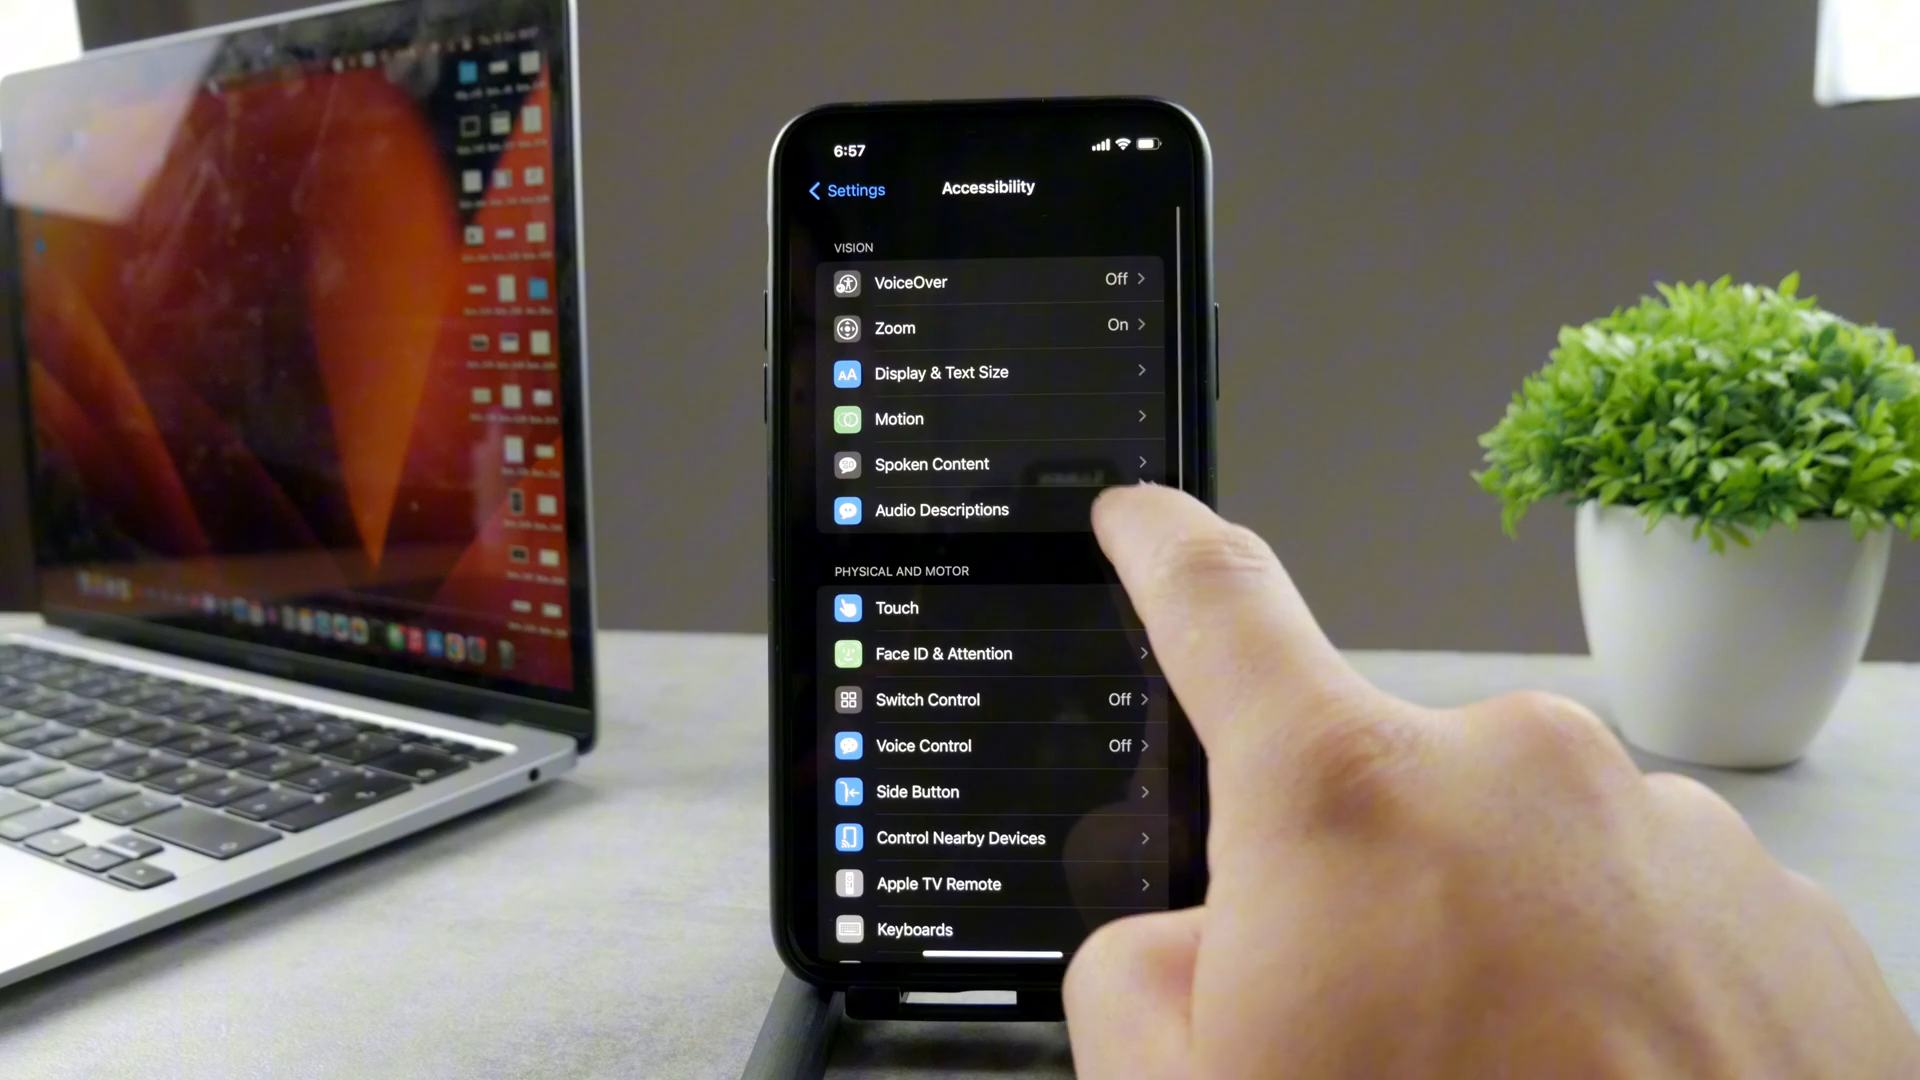 6:57
Settings
Accessibility
VISION
VoiceOver Off
Zoom On
Display & Text Size
Motion
Spoken Content
Audio Descriptions
PHYSICAL AND MOTOR
Touch
Face ID & Attention
Switch Control Off
Voice Control Off
Side Button
Control Nearby Devices
Apple TV Remote
Keyboards